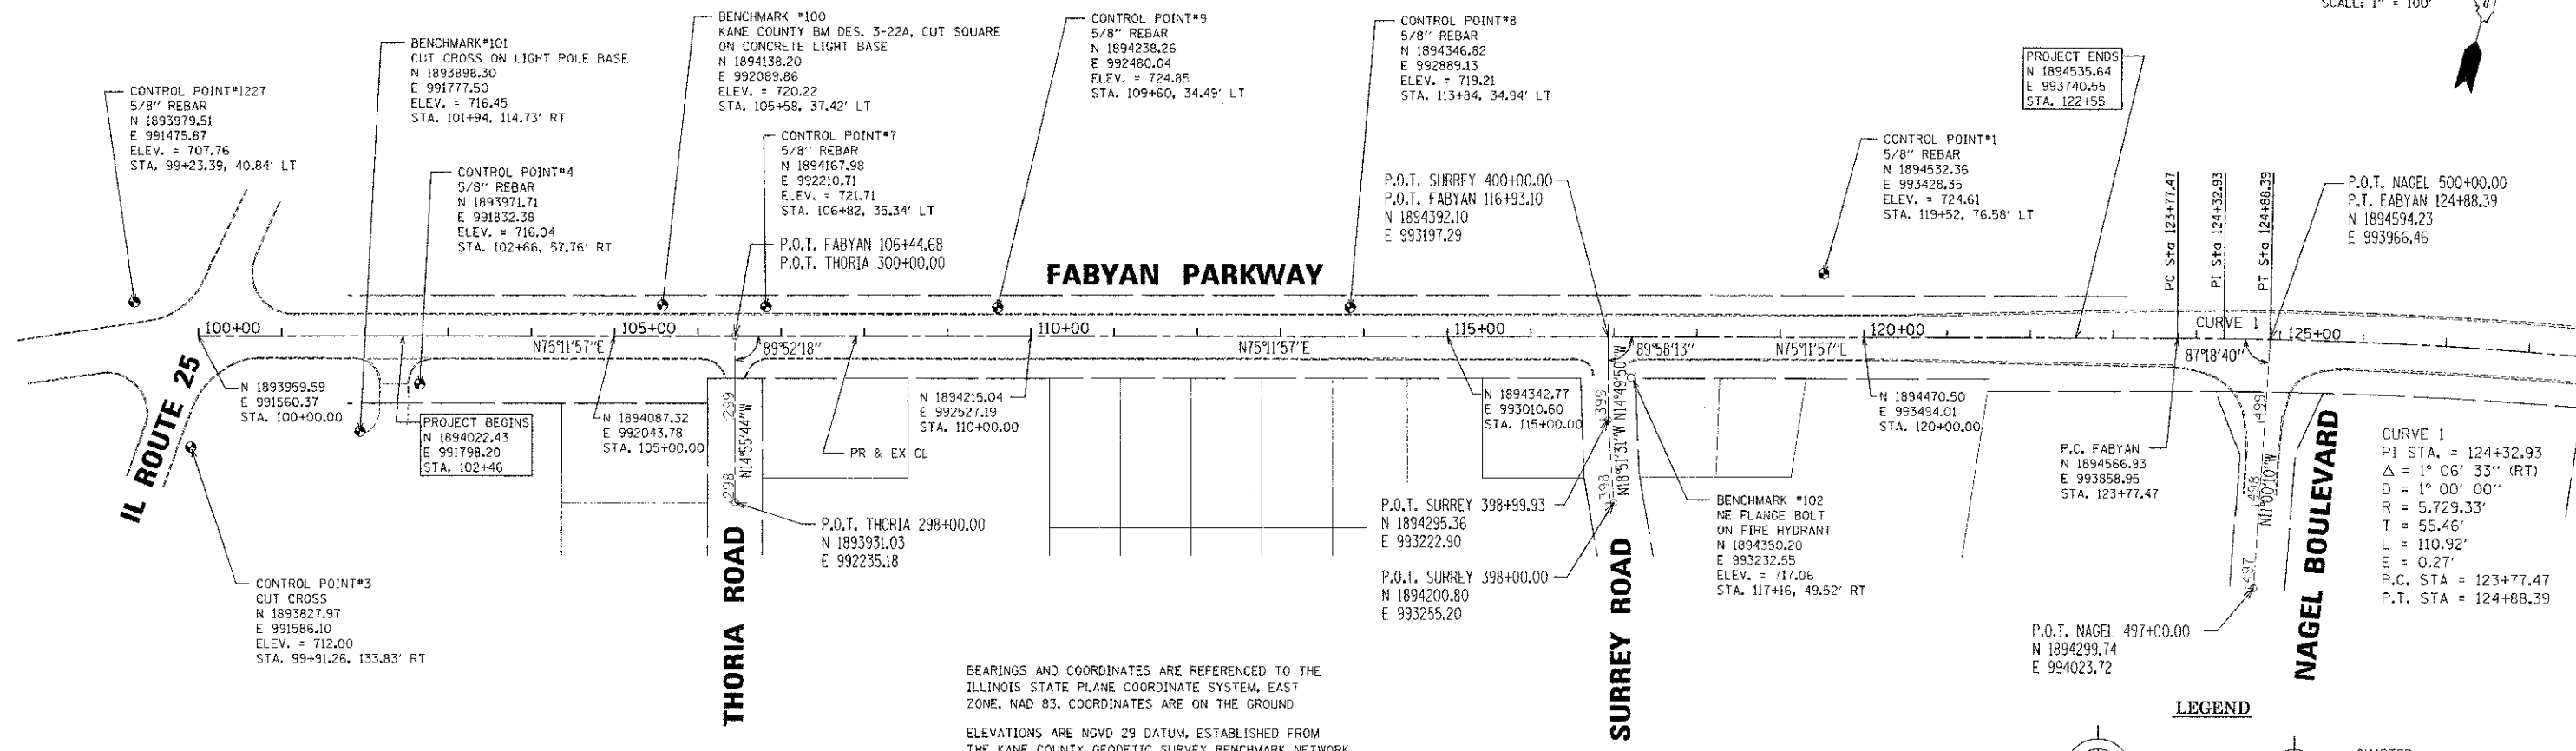 SCALE: 1" = 100'
BENCHMARK #100
KANE COUNTY BM DES. 3-22A, CUT SQUARE
ON CONCRETE LIGHT BASE
N 1894138.20
E 992089.86
ELEV. = 720.22
STA. 105+58, 37.42' LT
CONTROL POINT#9
5/8" REBAR
N 1894238.26
E 992480.04
ELEV. = 724.85
STA. 109+60, 34.49' LT
CONTROL POINT#8
5/8" REBAR
N 1894346.82
E 992889.13
ELEV. = 719.21
STA. 113+84, 34.94' LT
BENCHMARK#101
CUT CROSS ON LIGHT POLE BASE
N 1893898.30
E 991777.50
ELEV. = 716.45
STA. 101+94, 114.73' RT
PROJECT ENDS
N 1894535.64
E 993740.55
STA. 122+55
CONTROL POINT#1227
5/8" REBAR
N 1893979.51
E 991475.87
ELEV. = 707.76
STA. 99+23.39, 40.84' LT
CONTROL POINT#7
5/8" REBAR
N 1894167.98
E 992210.71
ELEV. = 721.71
STA. 106+82, 35.34' LT
CONTROL POINT#1
5/8" REBAR
N 1894532.36
E 993428.35
ELEV. = 724.61
STA. 119+52, 76.58' LT
CONTROL POINT#4
5/8" REBAR
N 1893971.71
E 991832.38
ELEV. = 716.04
STA. 102+66, 57.76' RT
P.O.T. SURREY 400+00.00
P.O.T. FABYAN 116+93.10
N 1894392.10
E 993197.29
PC Sta 123+77.47
PI Sta 124+32.93
PT Sta 124+88.39
P.O.T. NAGEL 500+00.00
P.T. FABYAN 124+88.39
N 1894594.23
E 993966.46
P.O.T. FABYAN 106+44.68
P.O.T. THORIA 300+00.00
FABYAN PARKWAY
100+00
105+00
110+00
115+00
120+00
CURVE 1
125+00
N75°11'57"E
89°52'18"
N75°11'57"E
89°58'13"
N75°11'57"E
87°18'40"
IL ROUTE 25
N 1893959.59
E 991560.37
STA. 100+00.00
PROJECT BEGINS
N 1894022.43
E 991798.20
STA. 102+46
N 1894087.32
E 992043.78
STA. 105+00.00
299
298
N14°55'44"W
PR & EX CL
N 1894215.04
E 992527.19
STA. 110+00.00
N 1894342.77
E 993010.60
STA. 115+00.00
399
398
N14°49'50"W
N18°51'31"W
N 1894470.50
E 993494.01
STA. 120+00.00
P.C. FABYAN
N 1894566.93
E 993858.95
STA. 123+77.47
499
498
497
N11°00'10"W
CURVE 1
PI STA. = 124+32.93
Δ = 1° 06' 33" (RT)
D = 1° 00' 00"
R = 5,729.33'
T = 55.46'
L = 110.92'
E = 0.27'
P.C. STA = 123+77.47
P.T. STA = 124+88.39
P.O.T. THORIA 298+00.00
N 1893931.03
E 992235.18
THORIA ROAD
P.O.T. SURREY 398+99.93
N 1894295.36
E 993222.90
P.O.T. SURREY 398+00.00
N 1894200.80
E 993255.20
SURREY ROAD
BENCHMARK #102
NE FLANGE BOLT
ON FIRE HYDRANT
N 1894350.20
E 993232.55
ELEV. = 717.06
STA. 117+16, 49.52' RT
NAGEL BOULEVARD
CONTROL POINT#3
CUT CROSS
N 1893827.97
E 991586.10
ELEV. = 712.00
STA. 99+91.26, 133.83' RT
P.O.T. NAGEL 497+00.00
N 1894299.74
E 994023.72
BEARINGS AND COORDINATES ARE REFERENCED TO THE
ILLINOIS STATE PLANE COORDINATE SYSTEM, EAST
ZONE, NAD 83. COORDINATES ARE ON THE GROUND
ELEVATIONS ARE NGVD 29 DATUM, ESTABLISHED FROM
THE KANE COUNTY GEODETIC SURVEY BENCHMARK NETWORK
LEGEND